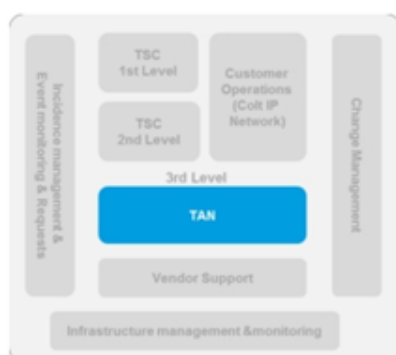 Incidence management &
Event monitoring & Requests
TSC
1st Level
Customer
Operations
(Colt IP
Network)
TSC
2nd Level
Change Management
3rd Level
TAN
Vendor Support
Infrastructure management &monitoring